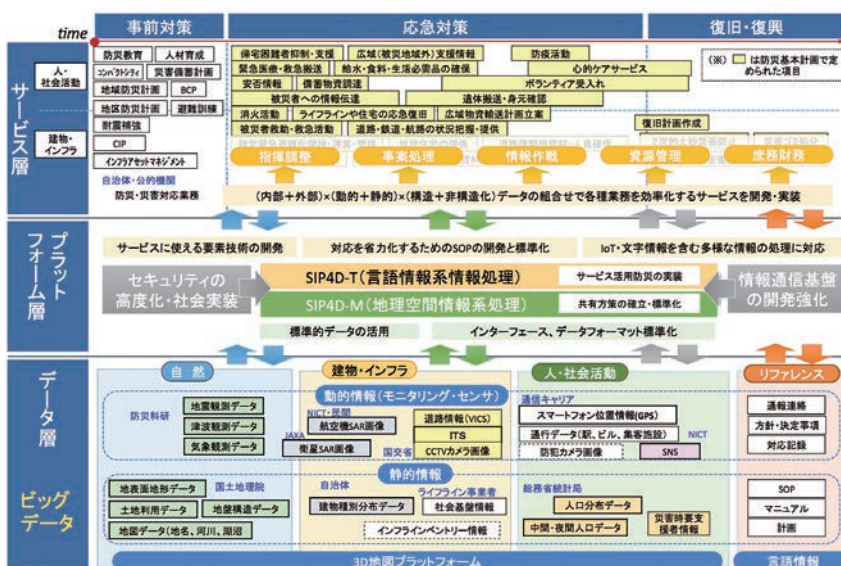 time
事前対策
応急対策
復旧・復興
サービス層
人・社会活動
建物・インフラ
防災教育
人材育成
コンパクトシティ
災害備蓄計画
地域防災計画
BCP
地区防災計画
避難訓練
耐震補強
CIP
インフラアセットマネジメント
自治体・公的機関
防災・災害対応業務
帰宅困難者抑制・支援
広域(被災地域外)支援情報
防疫活動
緊急医療・救急搬送
給水・食料・生活必需品の確保
心的ケアサービス
安否情報
備蓄物資調達
ボランティア受入れ
被災者への情報伝達
遺体搬送・身元確認
消火活動
ライフラインや住宅の応急復旧
広域物資輸送計画立案
被災者救助・救急活動
道路・鉄道・航路の状況把握・提供
復旧計画作成
(※)
は防災基本計画で定められた項目
指揮調整
事案処理
情報作戦
資源管理
庶務財務
(内部+外部)×(動的+静的)×(構造+非構造化)データの組合せで各種業務を効率化するサービスを開発・実装
プラットフォーム層
サービスに使える要素技術の開発
対応を省力化するためのSOPの開発と標準化
IoT・文字情報を含む多様な情報の処理に対応
セキュリティの高度化・社会実装
SIP4D-T(言語情報系情報処理)
サービス活用防災の実装
SIP4D-M(地理空間情報系処理)
共有方策の確立・標準化
情報通信基盤の開発強化
標準的データの活用
インターフェース、データフォーマット標準化
データ層
ビッグデータ
自然
建物・インフラ
人・社会活動
リファレンス
動的情報(モニタリング・センサ)
防災科研
地震観測データ
津波観測データ
気象観測データ
NICT・民間
航空機SAR画像
JAXA
衛星SAR画像
道路情報(VICS)
ITS
国交省
CCTVカメラ画像
通信キャリア
スマートフォン位置情報(GPS)
通行データ(駅、ビル、集客施設)
NICT
防犯カメラ画像
SNS
通報連絡
方針・決定事項
対応記録
静的情報
地表面地形データ
国土地理院
土地利用データ
地盤構造データ
地図データ(地名、河川、湖沼
自治体
建物種別分布データ
ライフライン事業者
社会基盤情報
インフラインベントリー情報
総務省統計局
人口分布データ
中間・夜間人口データ
災害時要支援者情報
SOP
マニュアル
計画
3D地図プラットフォーム
言語情報